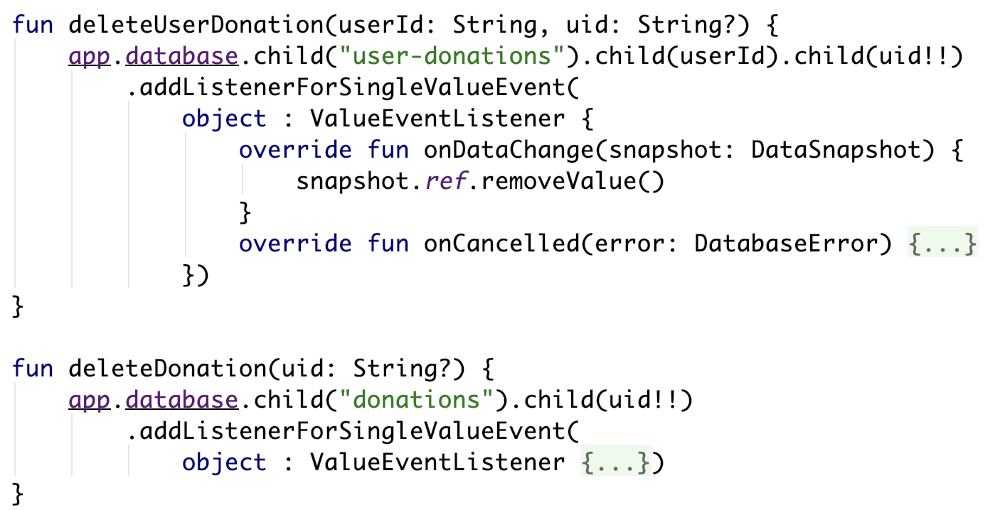 fun deleteUserDonation(userId: String, uid: String?) {
    app.database.child("user-donations").child(userId).child(uid!!)
        .addListenerForSingleValueEvent(
            object : ValueEventListener {
                override fun onDataChange(snapshot: DataSnapshot) {
                    snapshot.ref.removeValue()
                }
                override fun onCancelled(error: DatabaseError) {...}
            })
}

fun deleteDonation(uid: String?) {
    app.database.child("donations").child(uid!!)
        .addListenerForSingleValueEvent(
            object : ValueEventListener {...})
}